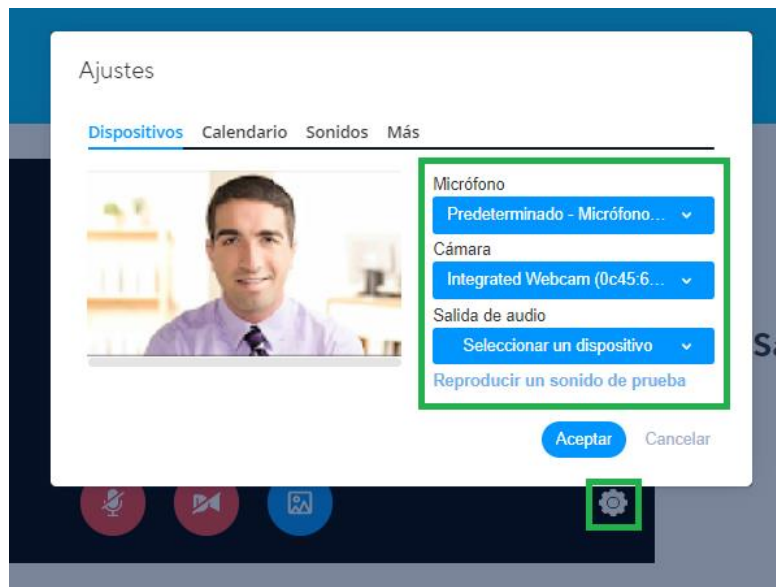 Ajustes
Dispositivos Calendario Sonidos Más
Micrófono
Predeterminado - Micrófono...
Cámara
Integrated Webcam (0c45:6...
Salida de audio
Seleccionar un dispositivo
Reproducir un sonido de prueba
Aceptar Cancelar